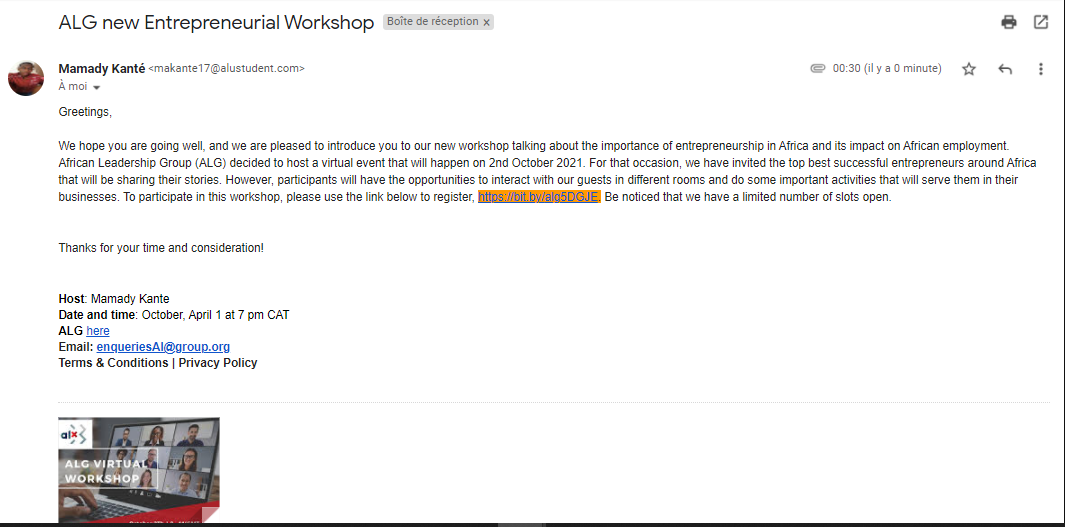 ALG new Entrepreneurial Workshop Boîte de réception x
Mamady Kanté <makante17@alustudent.com> 00:30 (il y a 0 minute)
À moi
Greetings,
We hope you are going well, and we are pleased to introduce you to our new workshop talking about the importance of entrepreneurship in Africa and its impact on African employment.
African Leadership Group (ALG) decided to host a virtual event that will happen on 2nd October 2021. For that occasion, we have invited the top best successful entrepreneurs around Africa
that will be sharing their stories. However, participants will have the opportunities to interact with our guests in different rooms and do some important activities that will serve them in their
businesses. To participate in this workshop, please use the link below to register, https://bit.by/alg5DGJE. Be noticed that we have a limited number of slots open.
Thanks for your time and consideration!
Host: Mamady Kante
Date and time: October, April 1 at 7 pm CAT
ALG here
Email: enqueriesAl@group.org
Terms & Conditions | Privacy Policy
alx
ALG VIRTUAL
WORKSHOP